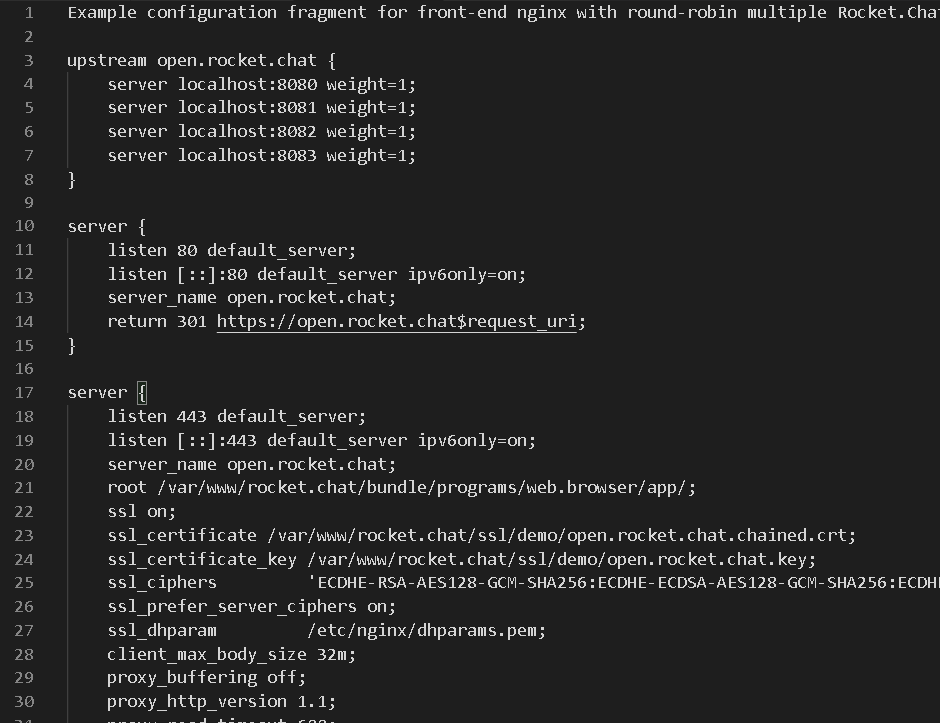 1 Example configuration fragment for front-end nginx with round-robin multiple Rocket.Cha
2
3 upstream open.rocket.chat {
4 server localhost:8080 weight=1;
5 server localhost:8081 weight=1;
6 server localhost:8082 weight=1;
7 server localhost:8083 weight=1;
8 }
9
10 server {
11 listen 80 default_server;
12 listen [::]:80 default_server ipv6only=on;
13 server_name open.rocket.chat;
14 return 301 https://open.rocket.chat$request_uri;
15 }
16
17 server {
18 listen 443 default_server;
19 listen [::]:443 default_server ipv6only=on;
20 server_name open.rocket.chat;
21 root /var/www/rocket.chat/bundle/programs/web.browser/app/;
22 ssl on;
23 ssl_certificate /var/www/rocket.chat/ssl/demo/open.rocket.chat.chained.crt;
24 ssl_certificate_key /var/www/rocket.chat/ssl/demo/open.rocket.chat.key;
25 ssl_ciphers 'ECDHE-RSA-AES128-GCM-SHA256:ECDHE-ECDSA-AES128-GCM-SHA256:ECDH
26 ssl_prefer_server_ciphers on;
27 ssl_dhparam /etc/nginx/dhparams.pem;
28 client_max_body_size 32m;
29 proxy_buffering off;
30 proxy_http_version 1.1;